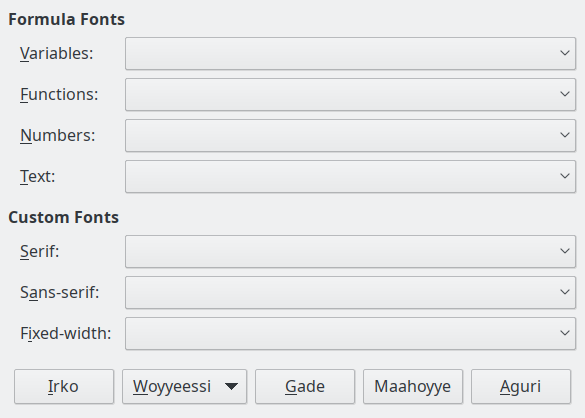 Formula Fonts
Variables:
Functions:
Numbers:
Text:
Custom Fonts
Serif:
Sans-serif:
Fixed-width:
Irko Woyyeessi Gade Maahoyye Aguri